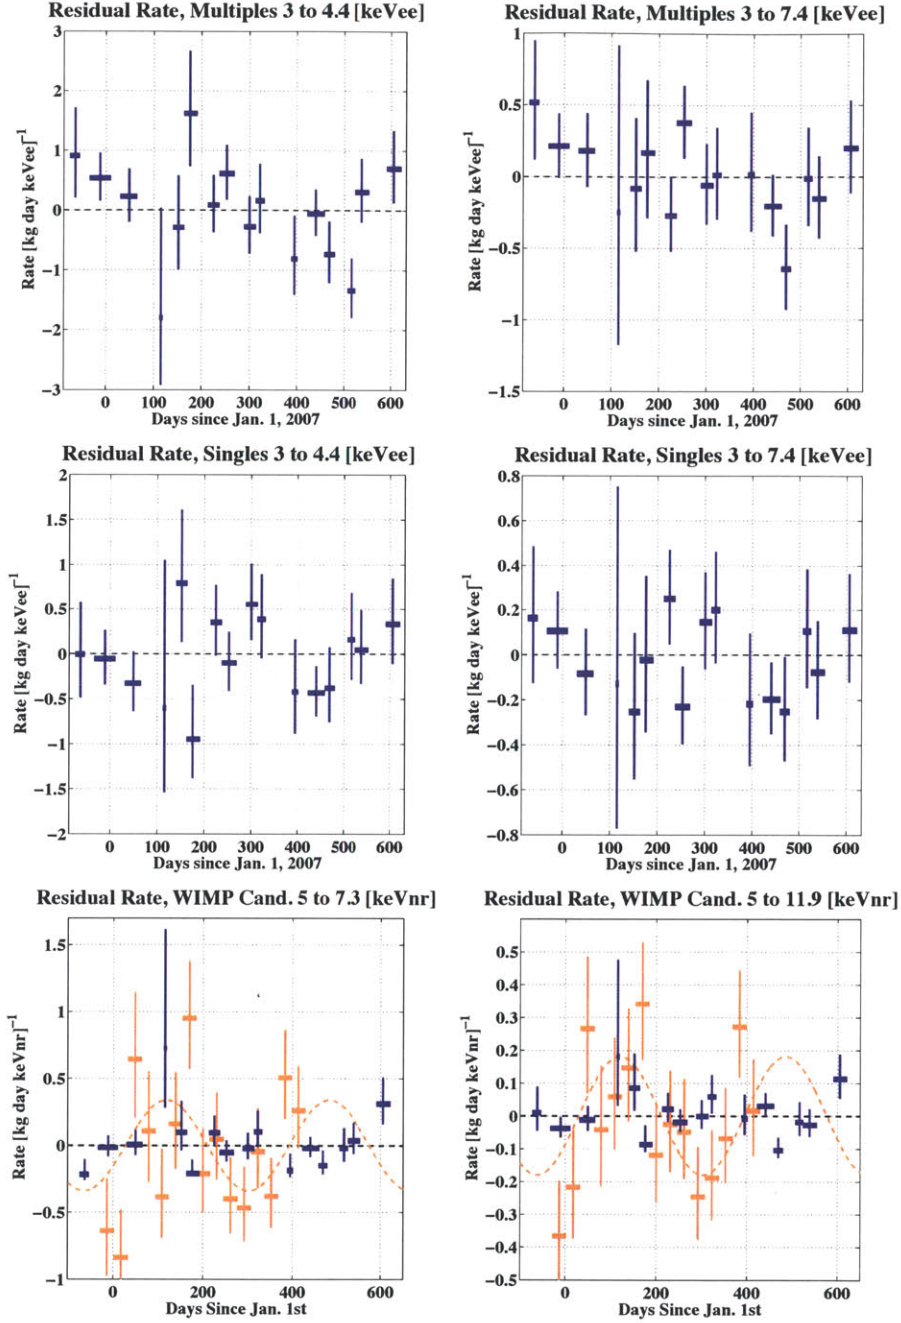 Residual Rate, Multiples 3 to 4.4 [keVee]
3
2
1
0
−1
−2
−3
Rate [kg day keVee]−1
0 100 200 300 400 500 600
Days since Jan. 1, 2007
Residual Rate, Multiples 3 to 7.4 [keVee]
1
0.5
0
−0.5
−1
−1.5
Rate [kg day keVee]−1
0 100 200 300 400 500 600
Days since Jan. 1, 2007
Residual Rate, Singles 3 to 4.4 [keVee]
2
1.5
1
0.5
0
−0.5
−1
−1.5
−2
Rate [kg day keVee]−1
0 100 200 300 400 500 600
Days since Jan. 1, 2007
Residual Rate, Singles 3 to 7.4 [keVee]
0.8
0.6
0.4
0.2
0
−0.2
−0.4
−0.6
−0.8
Rate [kg day keVee]−1
0 100 200 300 400 500 600
Days since Jan. 1, 2007
Residual Rate, WIMP Cand. 5 to 7.3 [keVnr]
1.5
1
0.5
0
−0.5
−1
Rate [kg day keVnr]−1
0 200 400 600
Days Since Jan. 1st
Residual Rate, WIMP Cand. 5 to 11.9 [keVnr]
0.5
0.4
0.3
0.2
0.1
0
−0.1
−0.2
−0.3
−0.4
−0.5
Rate [kg day keVnr]−1
0 200 400 600
Days Since Jan. 1st